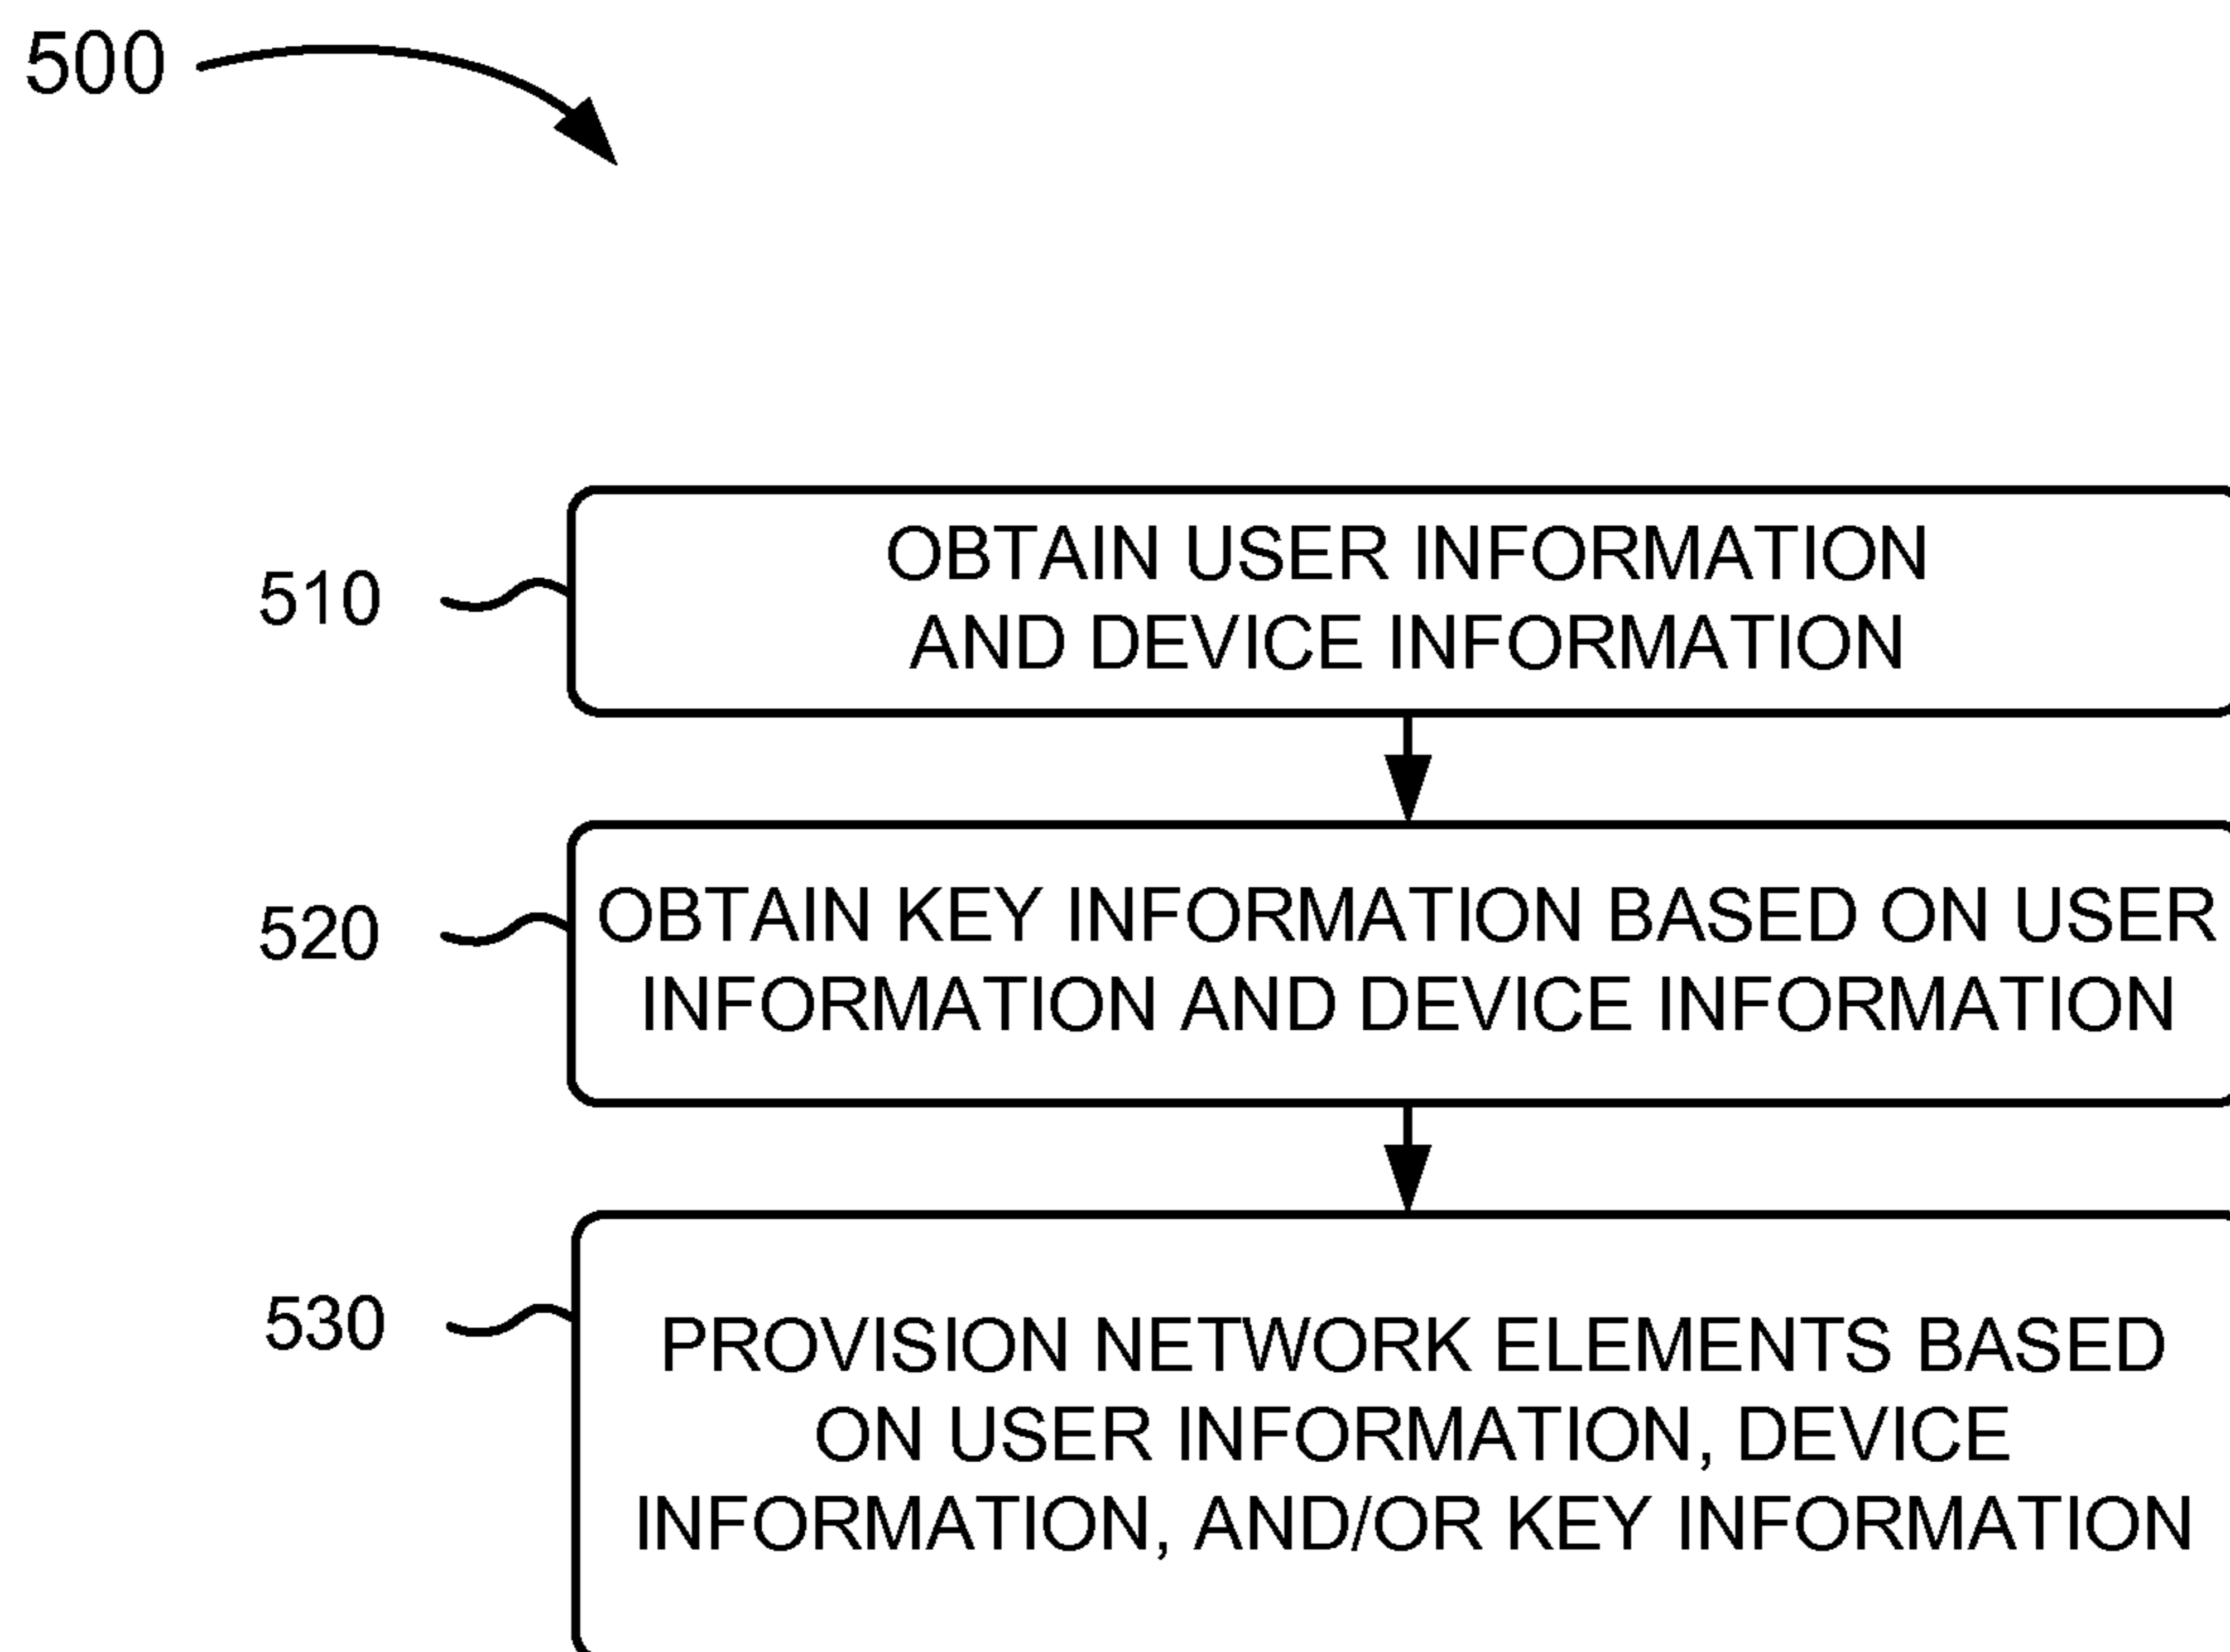 500
510
OBTAIN USER INFORMATION
AND DEVICE INFORMATION
520
OBTAIN KEY INFORMATION BASED ON USER
INFORMATION AND DEVICE INFORMATION
530
PROVISION NETWORK ELEMENTS BASED
ON USER INFORMATION, DEVICE
INFORMATION, AND/OR KEY INFORMATION